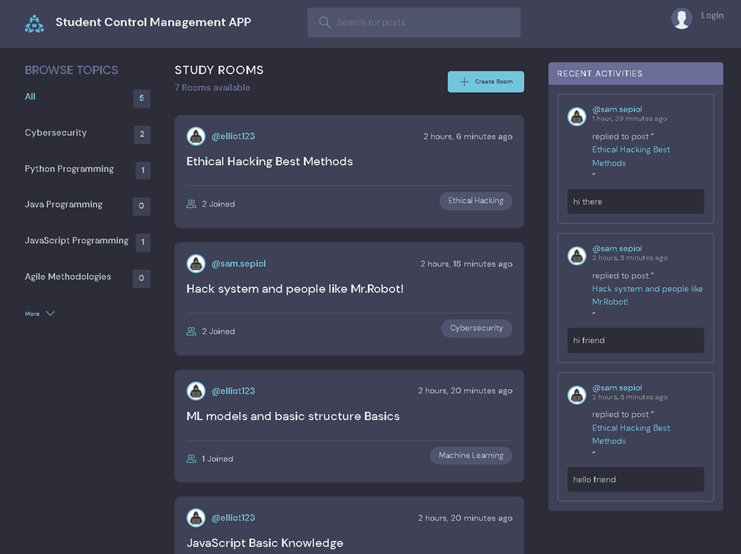 Student Control Management APP
Search for posts
Login
BROWSE TOPICS
All 5
Cybersecurity 2
Python Programming 1
Java Programming 0
JavaScript Programming 1
Agile Methodologies 0
More
STUDY ROOMS
7 Rooms available
Create Room
@elliot123 2 hours, 6 minutes ago
Ethical Hacking Best Methods
2 Joined Ethical Hacking
@sam.sepiol 2 hours, 18 minutes ago
Hack system and people like Mr.Robot!
2 Joined Cybersecurity
@elliot123 2 hours, 20 minutes ago
ML models and basic structure Basics
1 Joined Machine Learning
@elliot123 2 hours, 20 minutes ago
JavaScript Basic Knowledge
RECENT ACTIVITIES
@sam.sepiol
1 hour, 39 minutes ago
replied to post “
Ethical Hacking Best
Methods
“
hi there
@sam.sepiol
2 hours, 5 minutes ago
replied to post “
Hack system and people like
Mr.Robot!
“
hi friend
@sam.sepiol
2 hours, 5 minutes ago
replied to post “
Ethical Hacking Best
Methods
“
hello friend